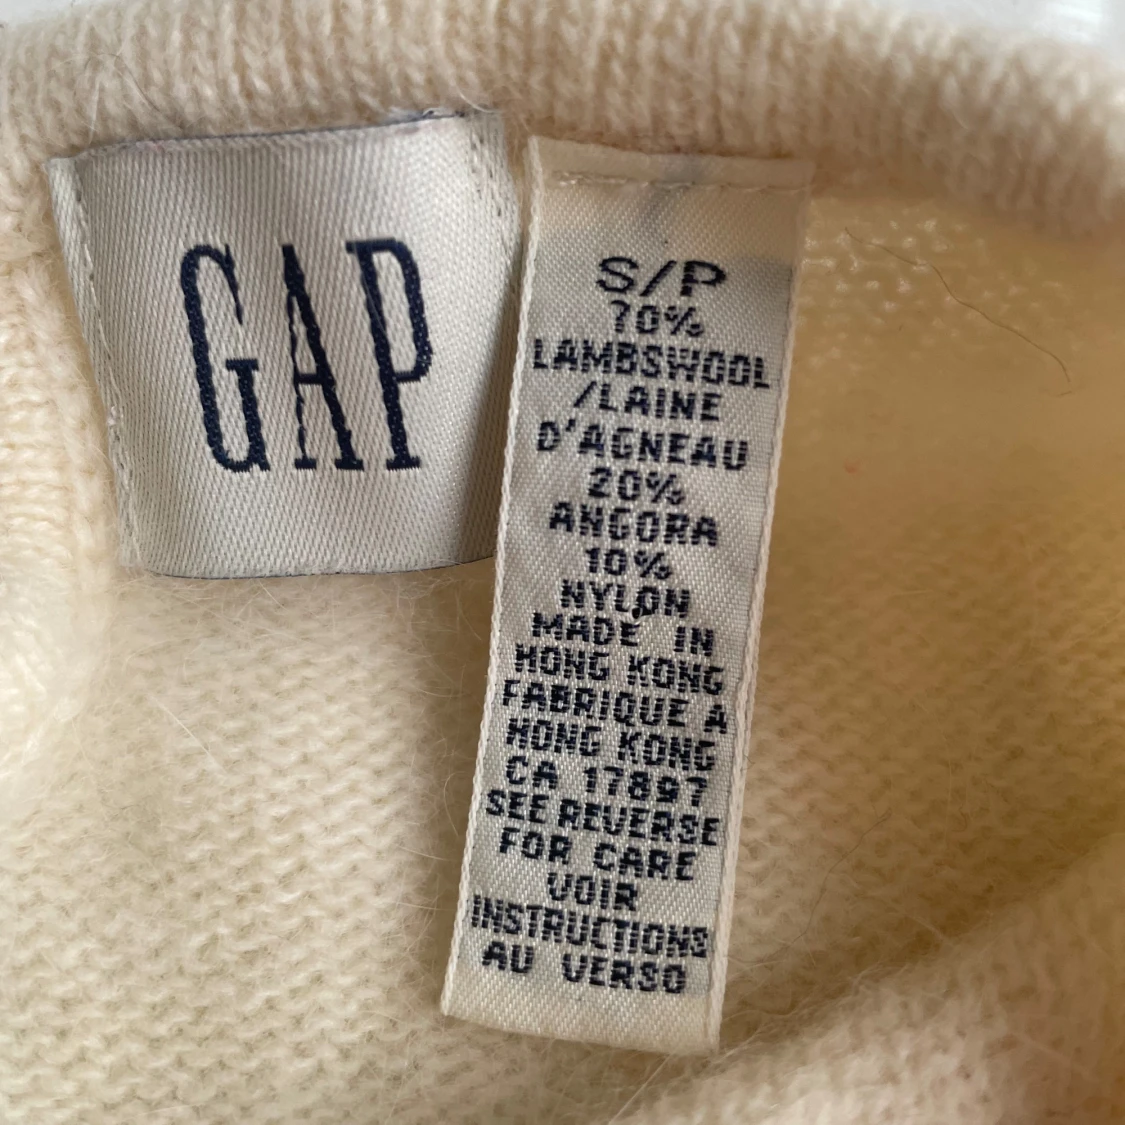 GAP
S/P
70%
LAMBSWOOL
/LAINE
D'AGNEAU
20%
ANGORA
10%
NYLON
MADE IN
HONG KONG
FABRIQUE A
HONG KONG
CA 17897
SEE REVERSE
FOR CARE
VOIR
INSTRUCTIONS
AU VERSO